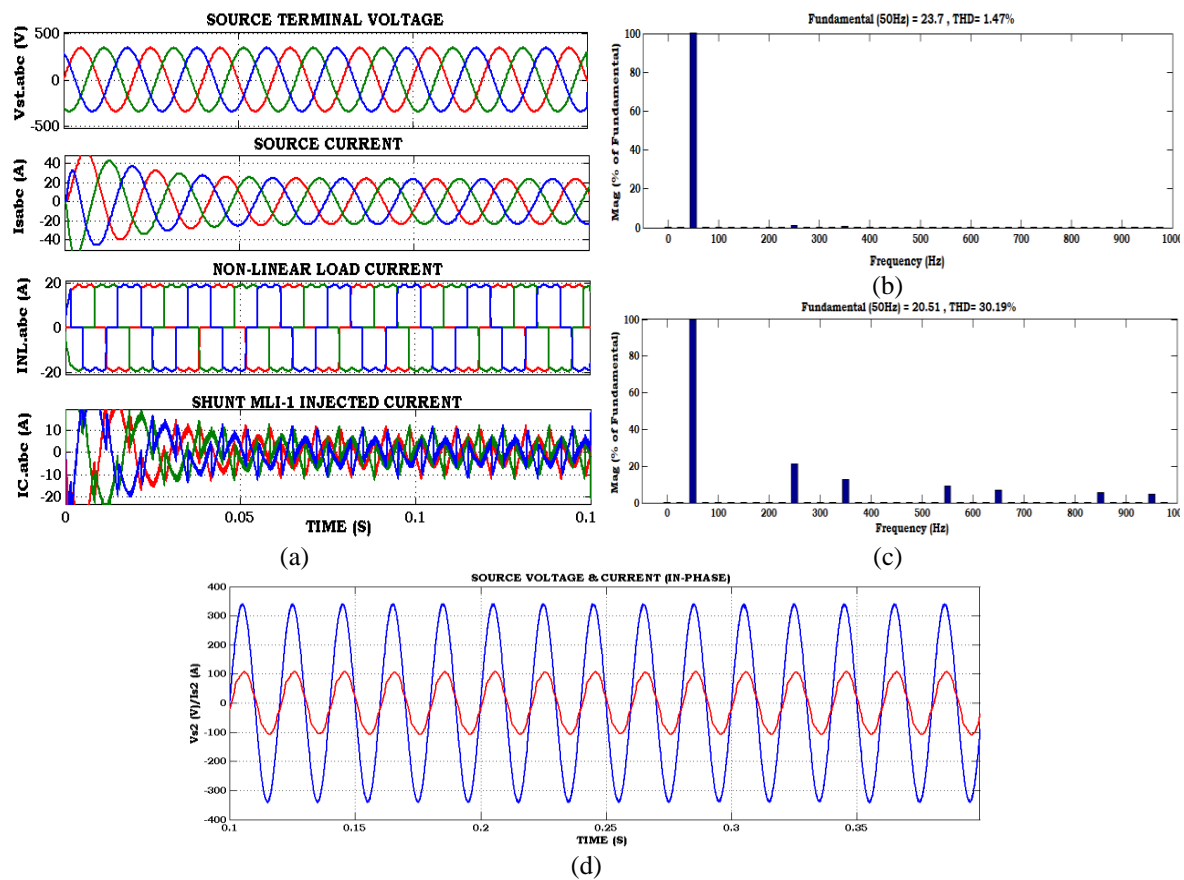 SOURCE TERMINAL VOLTAGE
Vst.abc (V)
500
0
-500
SOURCE CURRENT
Isabc (A)
40
20
0
-20
-40
NON-LINEAR LOAD CURRENT
INL.abc (A)
20
0
-20
SHUNT MLI-1 INJECTED CURRENT
IC.abc (A)
10
0
-10
-20
0 0.05 0.1 0.1
TIME (S)
(a)
Fundamental (50Hz) = 23.7 , THD= 1.47%
Mag (% of Fundamental)
100
80
60
40
20
0
0 100 200 300 400 500 600 700 800 900 1000
Frequency (Hz)
(b)
Fundamental (50Hz) = 20.51 , THD= 30.19%
Mag (% of Fundamental)
100
80
60
40
20
0
0 100 200 300 400 500 600 700 800 900 1000
Frequency (Hz)
(c)
SOURCE VOLTAGE & CURRENT (IN-PHASE)
Vs2 (V)/Is2 (A)
400
300
200
100
0
-100
-200
-300
-400
0.1 0.15 0.2 0.25 0.3 0.35
TIME (S)
(d)